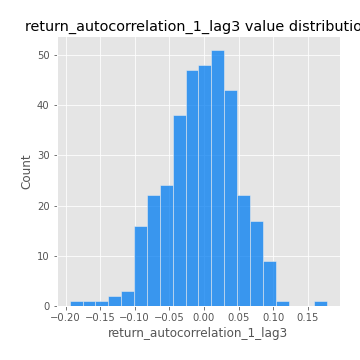 return_autocorrelation_1_lag3 value distributio
50
40
30
20
10
0
Count
−0.20 −0.15 −0.10 −0.05 0.00 0.05 0.10 0.15
return_autocorrelation_1_lag3